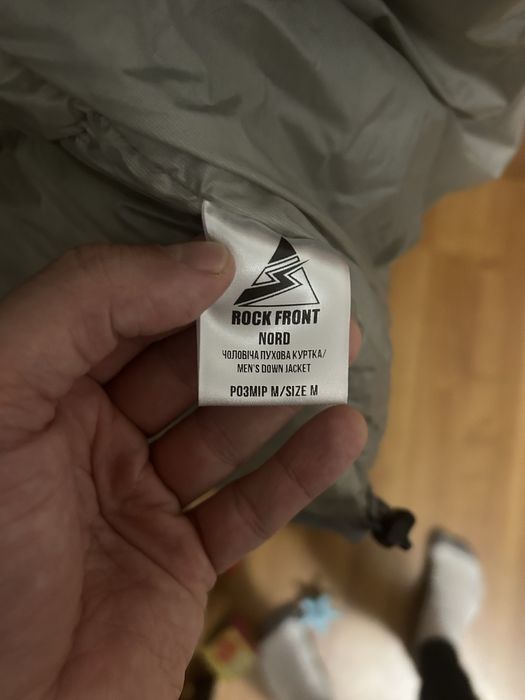 ROCK FRONT
NORD
ЧОЛОВІЧА ПУХОВА КУРТКА/
MEN'S DOWN JACKET
РОЗМІР M/SIZE M